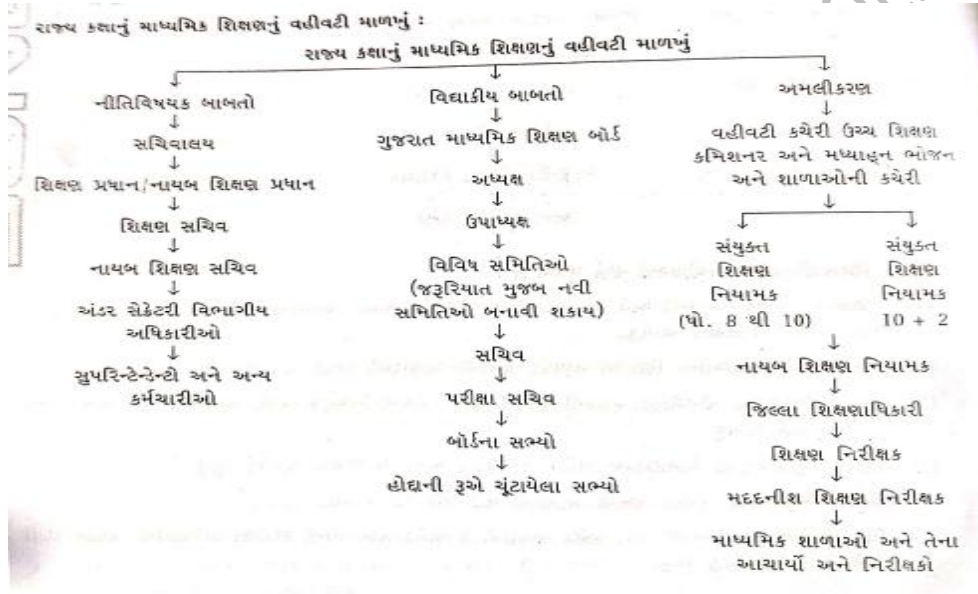 રાજ્ય કક્ષાનું માધ્યમિક શિક્ષણનું વહીવટી માળખું :
રાજ્ય કક્ષાનું માધ્યમિક શિક્ષણનું વહીવટી માળખું
નીતિવિષયક બાબતો
↓
સચિવાલય
↓
શિક્ષણ પ્રધાન/નાયબ શિક્ષણ પ્રધાન
↓
શિક્ષણ સચિવ
↓
નાયબ શિક્ષણ સચિવ
↓
અંડર સેક્રેટરી વિભાગીય
અધિકારીઓ
↓
સુપરિન્ટેન્ડેન્ટો અને અન્ય
કર્મચારીઓ
વિદ્યાકીય બાબતો
↓
ગુજરાત માધ્યમિક શિક્ષણ બૉર્ડ
↓
અધ્યક્ષ
↓
ઉપાધ્યક્ષ
↓
વિવિધ સમિતિઓ
(જરૂરિયાત મુજબ નવી
સમિતિઓ બનાવી શકાય)
↓
સચિવ
↓
પરીક્ષા સચિવ
↓
બૉર્ડના સભ્યો
↓
હોદાની રૂએ ચૂંટાયેલા સભ્યો
અમલીકરણ
↓
વહીવટી કચેરી ઉચ્ચ શિક્ષણ
કમિશનર અને મધ્યાહ્ન ભોજન
અને શાળાઓની કચેરી
સંયુક્ત
શિક્ષણ
નિયામક
(ધો. 8 થી 10)
સંયુક્ત
શિક્ષણ
નિયામક
10 + 2
↓
નાયબ શિક્ષણ નિયામક
↓
જિલ્લા શિક્ષણાધિકારી
↓
શિક્ષણ નિરીક્ષક
↓
મદદનીશ શિક્ષણ નિરીક્ષક
↓
માધ્યમિક શાળાઓ અને તેના
આચાર્યો અને નિરીક્ષકો